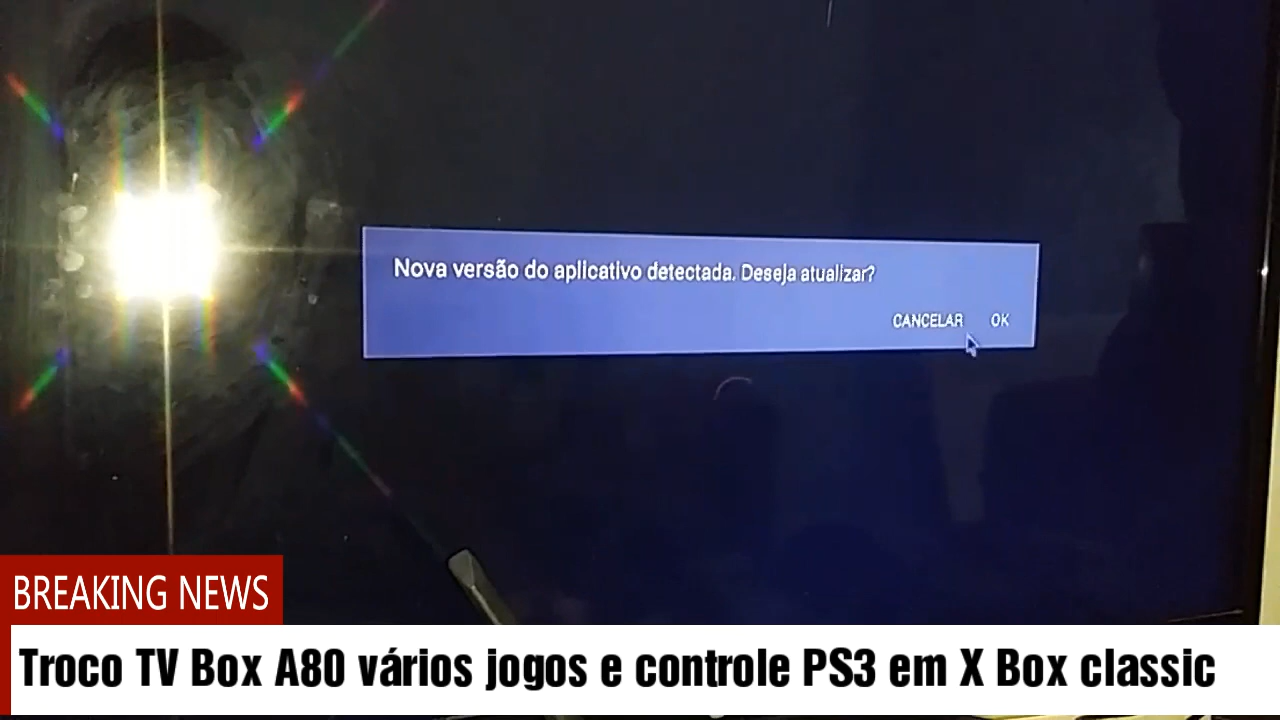 Nova versão do aplicativo detectada. Deseja atualizar?
CANCELAR OK
BREAKING NEWS
Troco TV Box A80 vários jogos e controle PS3 em X Box classic